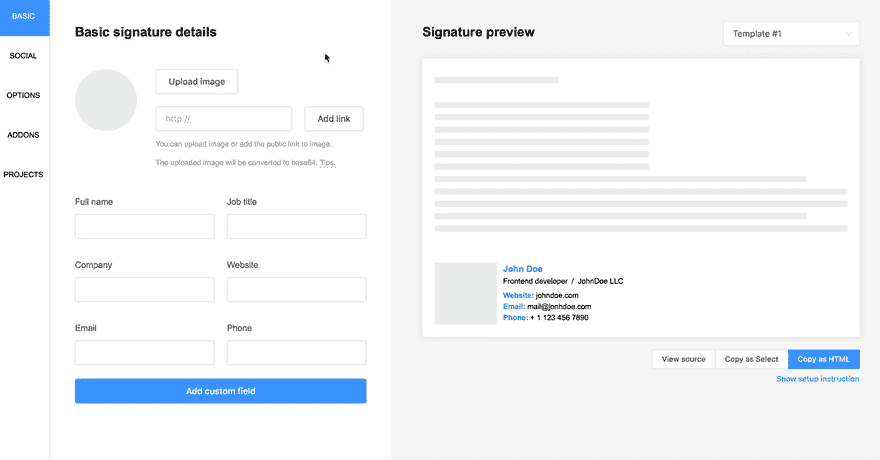 BASIC
SOCIAL
OPTIONS
ADDONS
PROJECTS
Basic signature details
Upload image
http://
Add link
You can upload image or add the public link to image.
The uploaded image will be converted to base64. Tips.
Full name
Job title
Company
Website
Email
Phone
Add custom field
Signature preview
Template #1
John Doe
Frontend developer / JohnDoe LLC
Website: johndoe.com
Email: mail@jonhdoe.com
Phone: + 1 123 456 7890
View source
Copy as Select
Copy as HTML
Show setup instruction